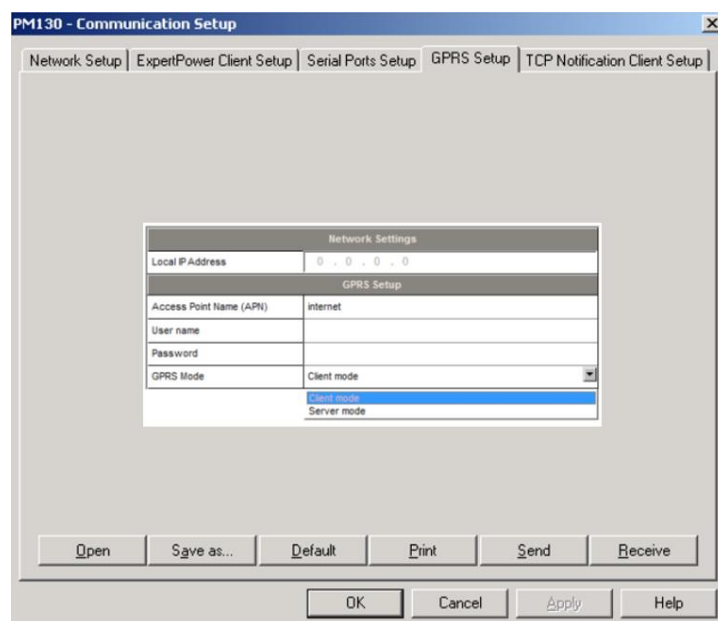 PM130 - Communication Setup
Network Setup ExpertPower Client Setup Serial Ports Setup GPRS Setup TCP Notification Client Setup
Network Settings
Local IP Address 0 . 0 . 0 . 0
GPRS Setup
Access Point Name (APN) internet
User name
Password
GPRS Mode Client mode
Client mode
Server mode
Open Save as... Default Print Send Receive
OK Cancel Apply Help